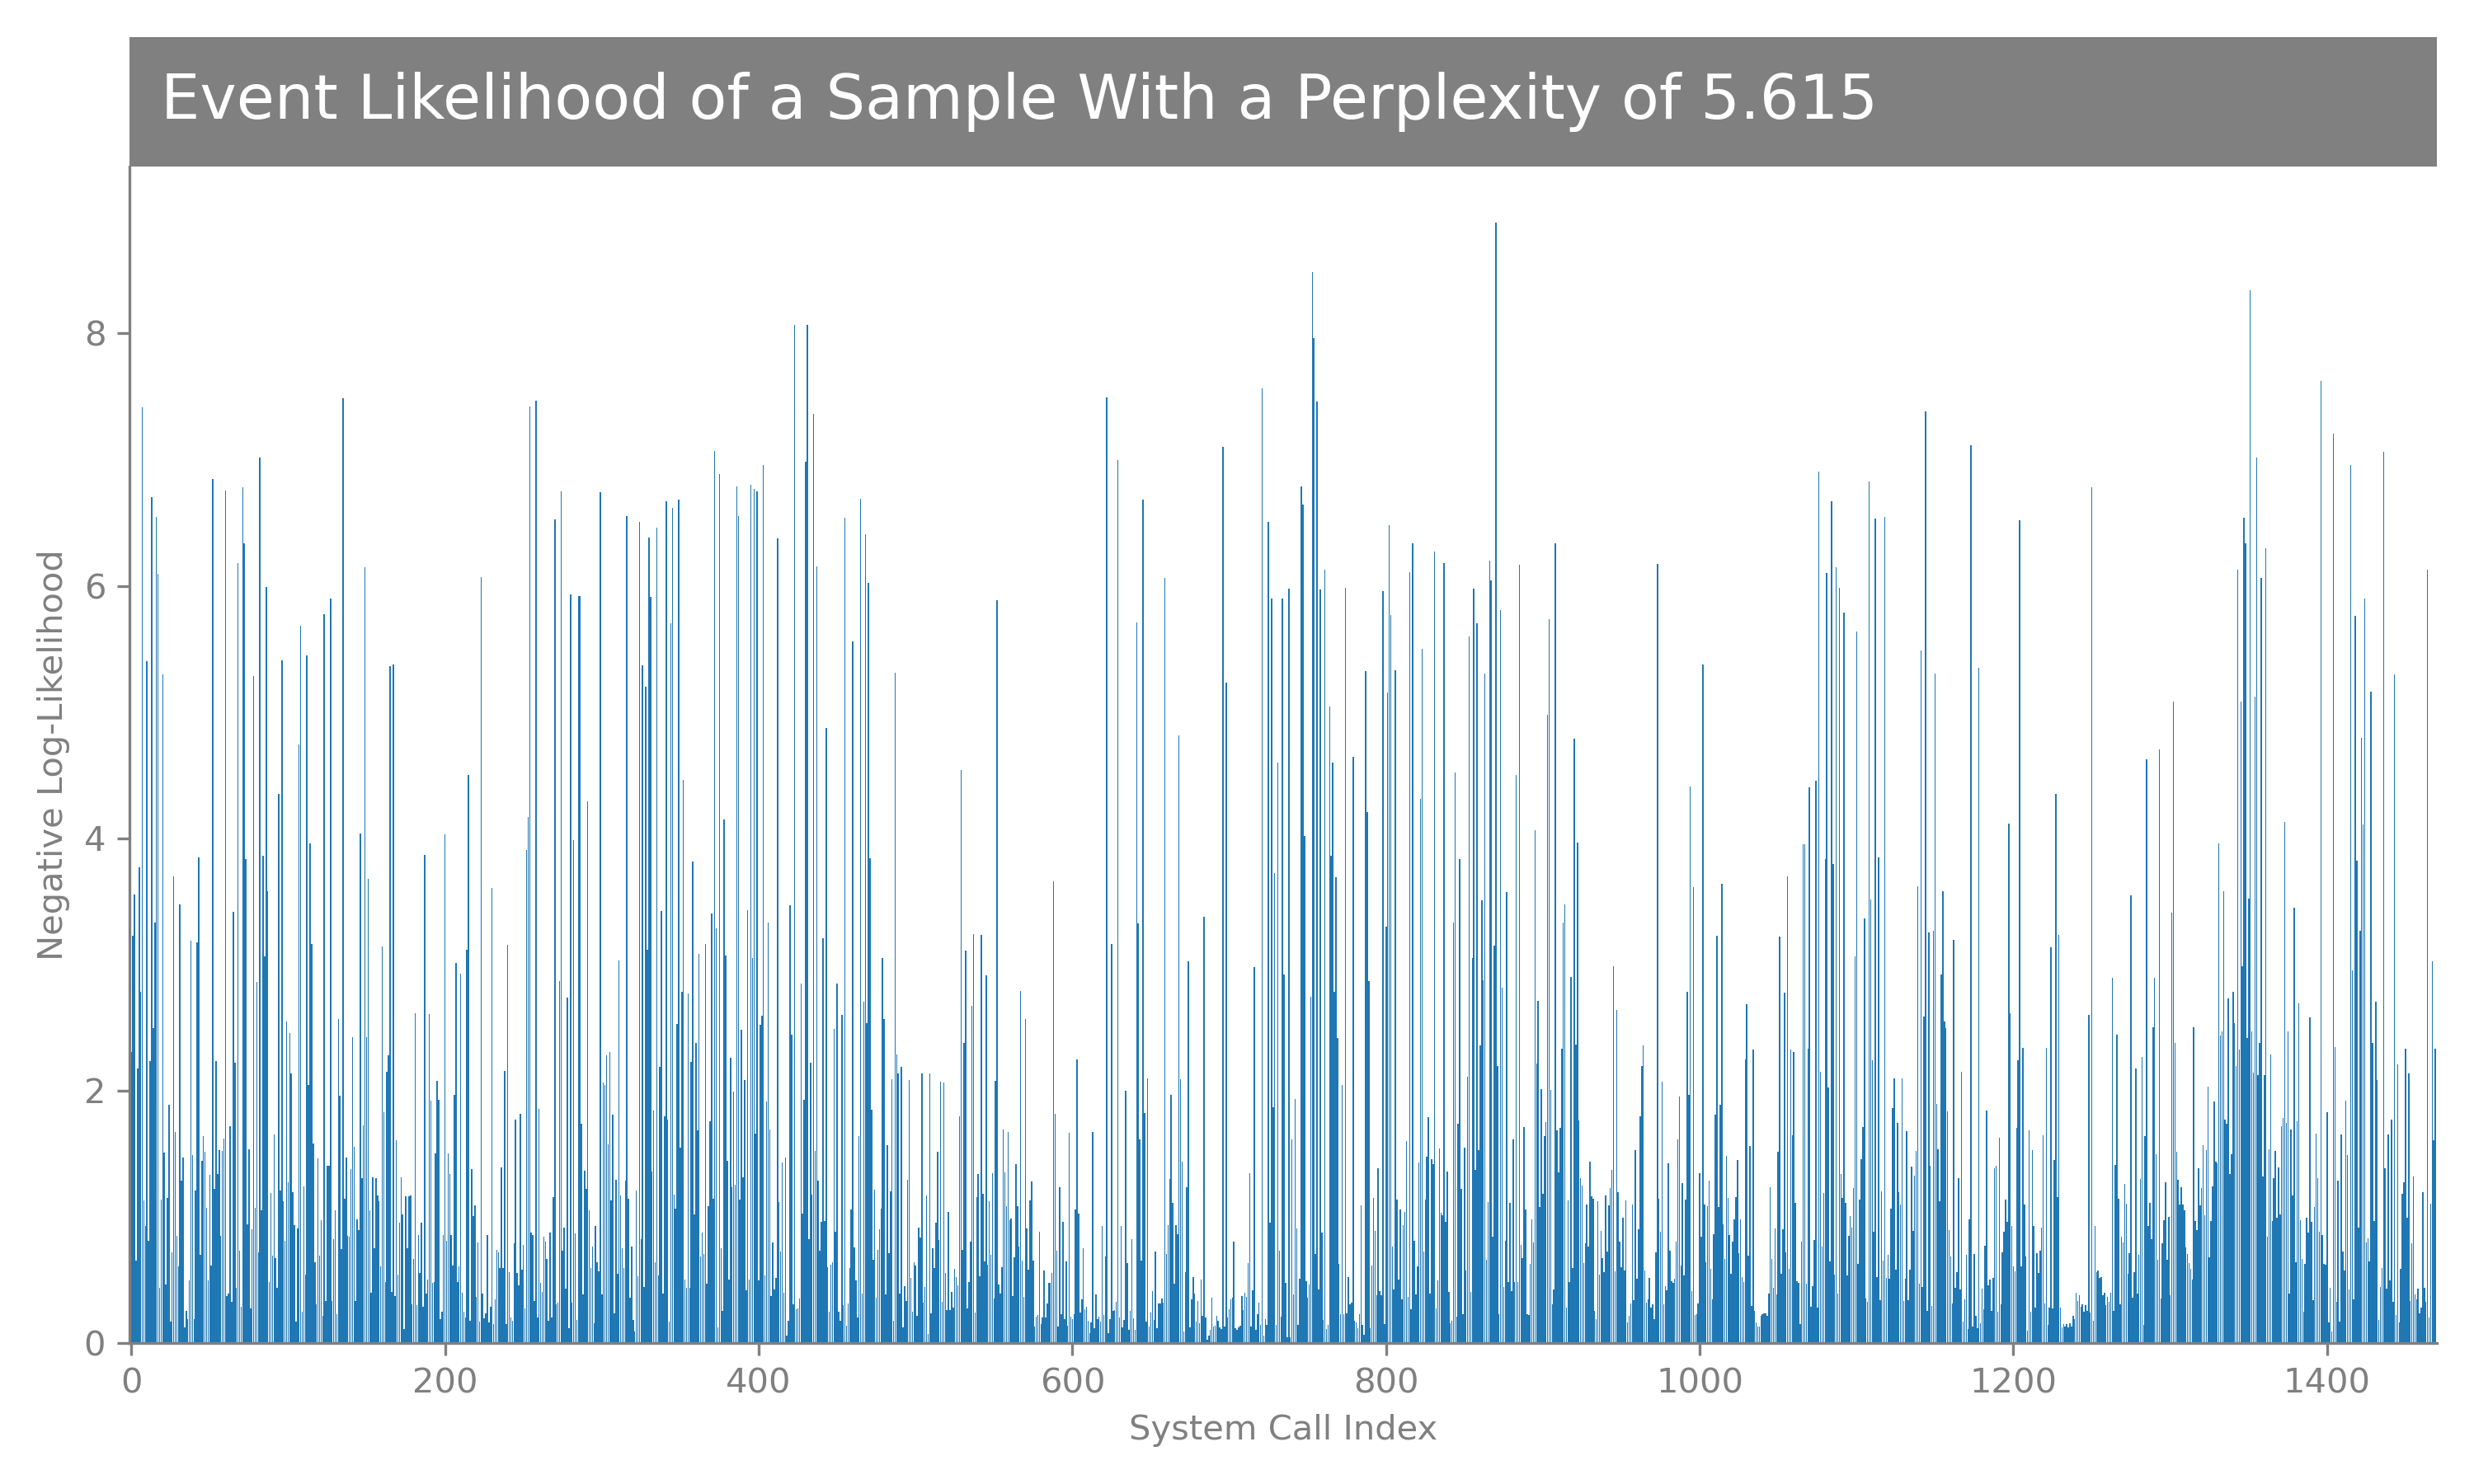 Event Likelihood of a Sample With a Perplexity of 5.615
Negative Log-Likelihood
8
6
4
2
0
0 200 400 600 800 1000 1200 1400
System Call Index